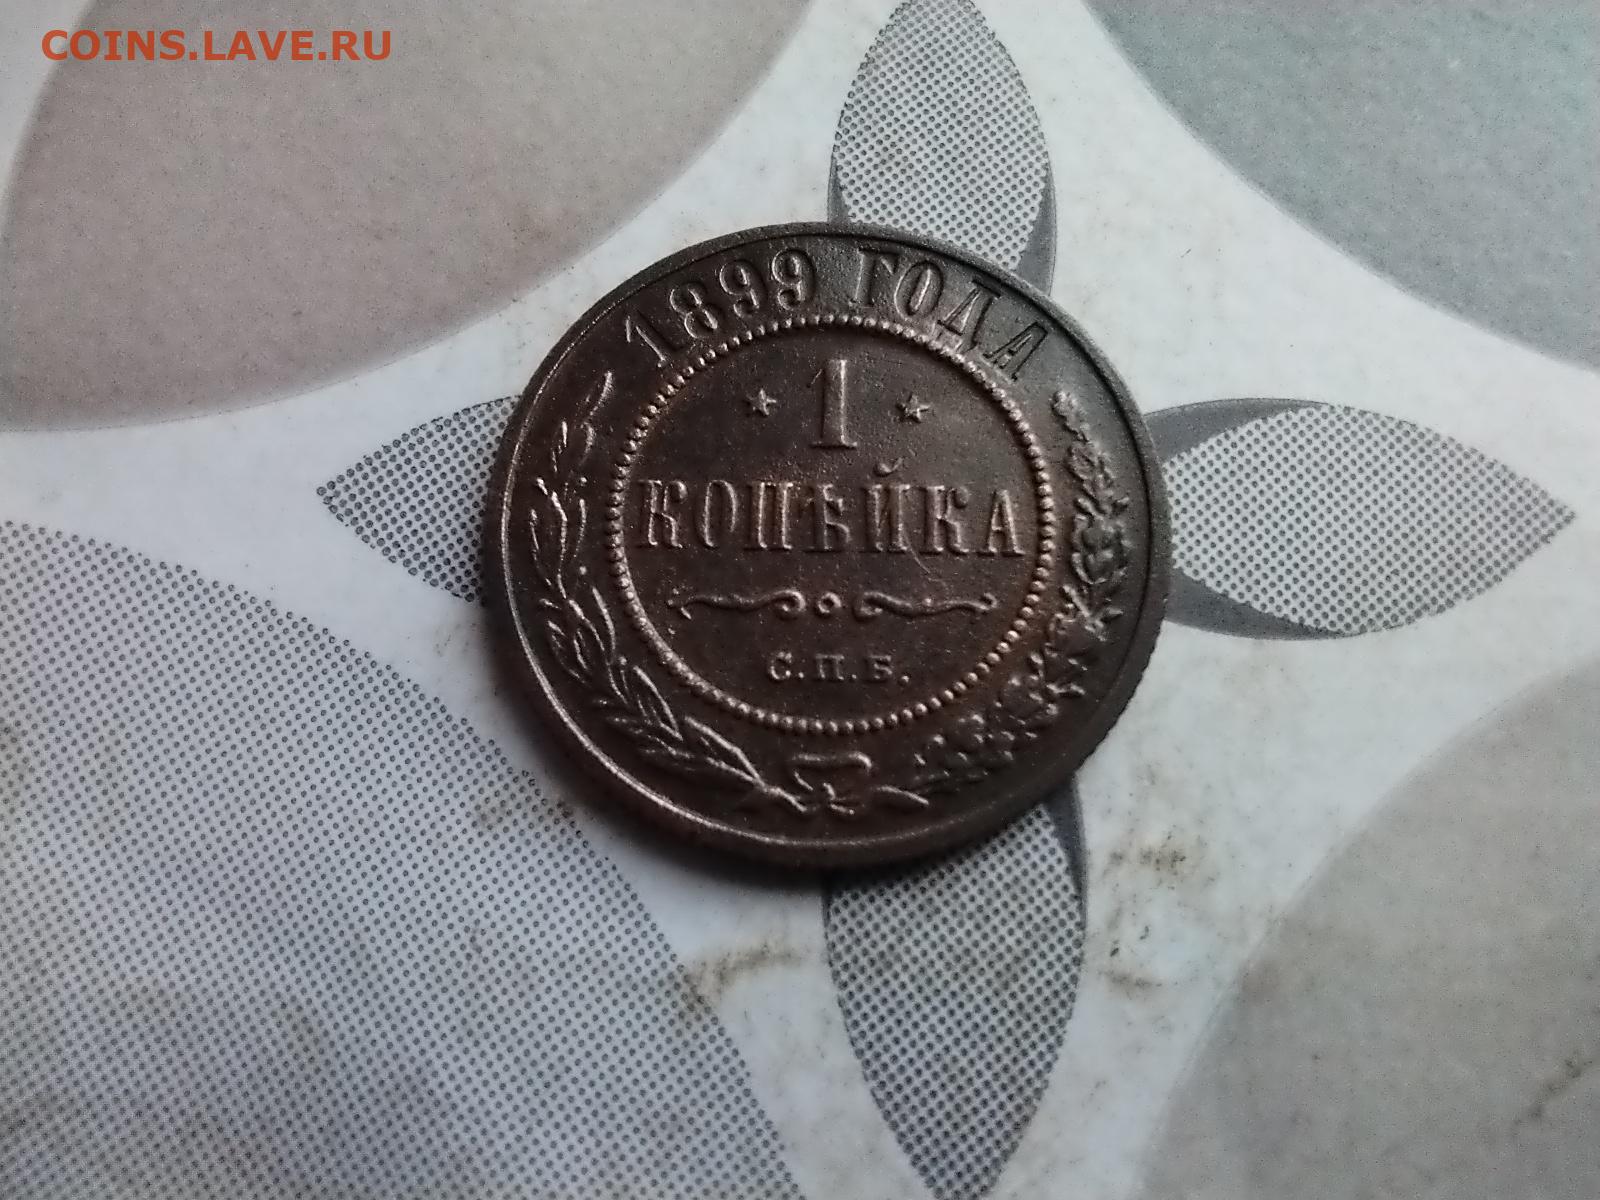 COINS.LAVE.RU
1899 ГОДА
* 1 *
КОПѢЙКА
С.П.Б.